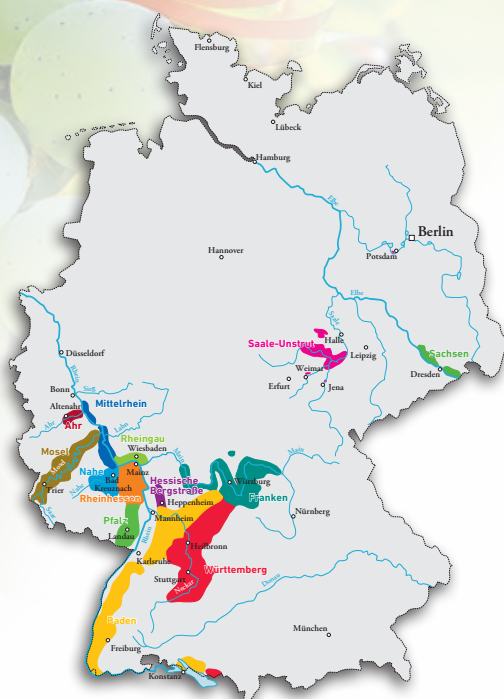 Flensburg
Kiel
Lübeck
Hamburg
Elbe
Berlin
Potsdam
Hannover
Elbe
Saale
Halle
Saale-Unstrut
Leipzig
Sachsen
Dresden
Weimar
Erfurt
Jena
Düsseldorf
Rhein
Bonn
Sieg
Altenahr
Mittelrhein
Ahr
Ahr
Lahn
Mosel
Rheingau
Wiesbaden
Main
Main
Mosel
Nahe
Mainz
Bad
Kreuznach
Hessische
Bergstraße
Würzburg
Trier
Nahe
Rheinhessen
Heppenheim
Franken
Saar
Nürnberg
Pfalz
Mannheim
Landau
Rhein
Heilbronn
Karlsruhe
Württemberg
Stuttgart
Donau
Neckar
Baden
München
Freiburg
Konstanz